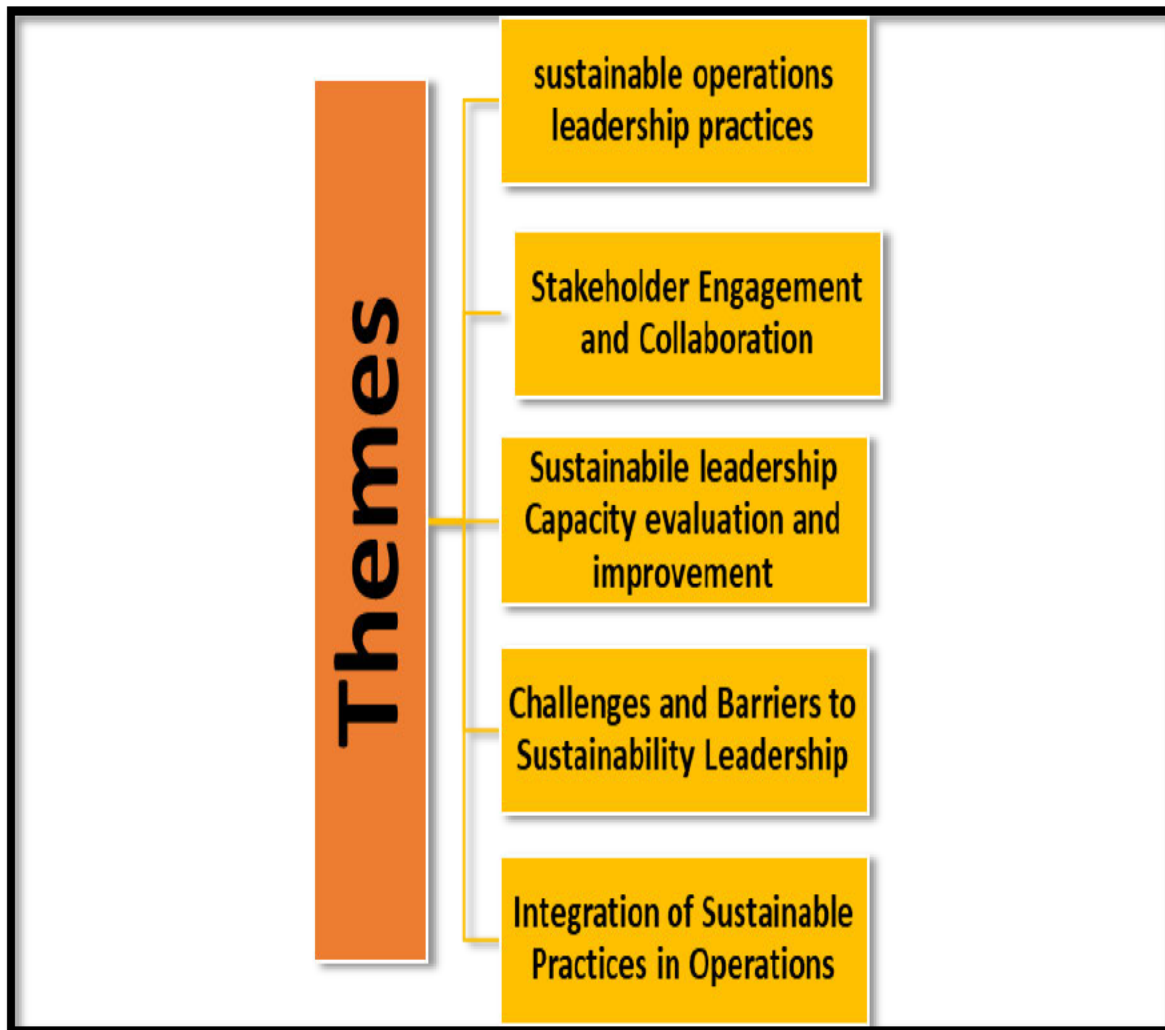 Themes
sustainable operations
leadership practices
Stakeholder Engagement
and Collaboration
Sustainabile leadership
Capacity evaluation and
improvement
Challenges and Barriers to
Sustainability Leadership
Integration of Sustainable
Practices in Operations